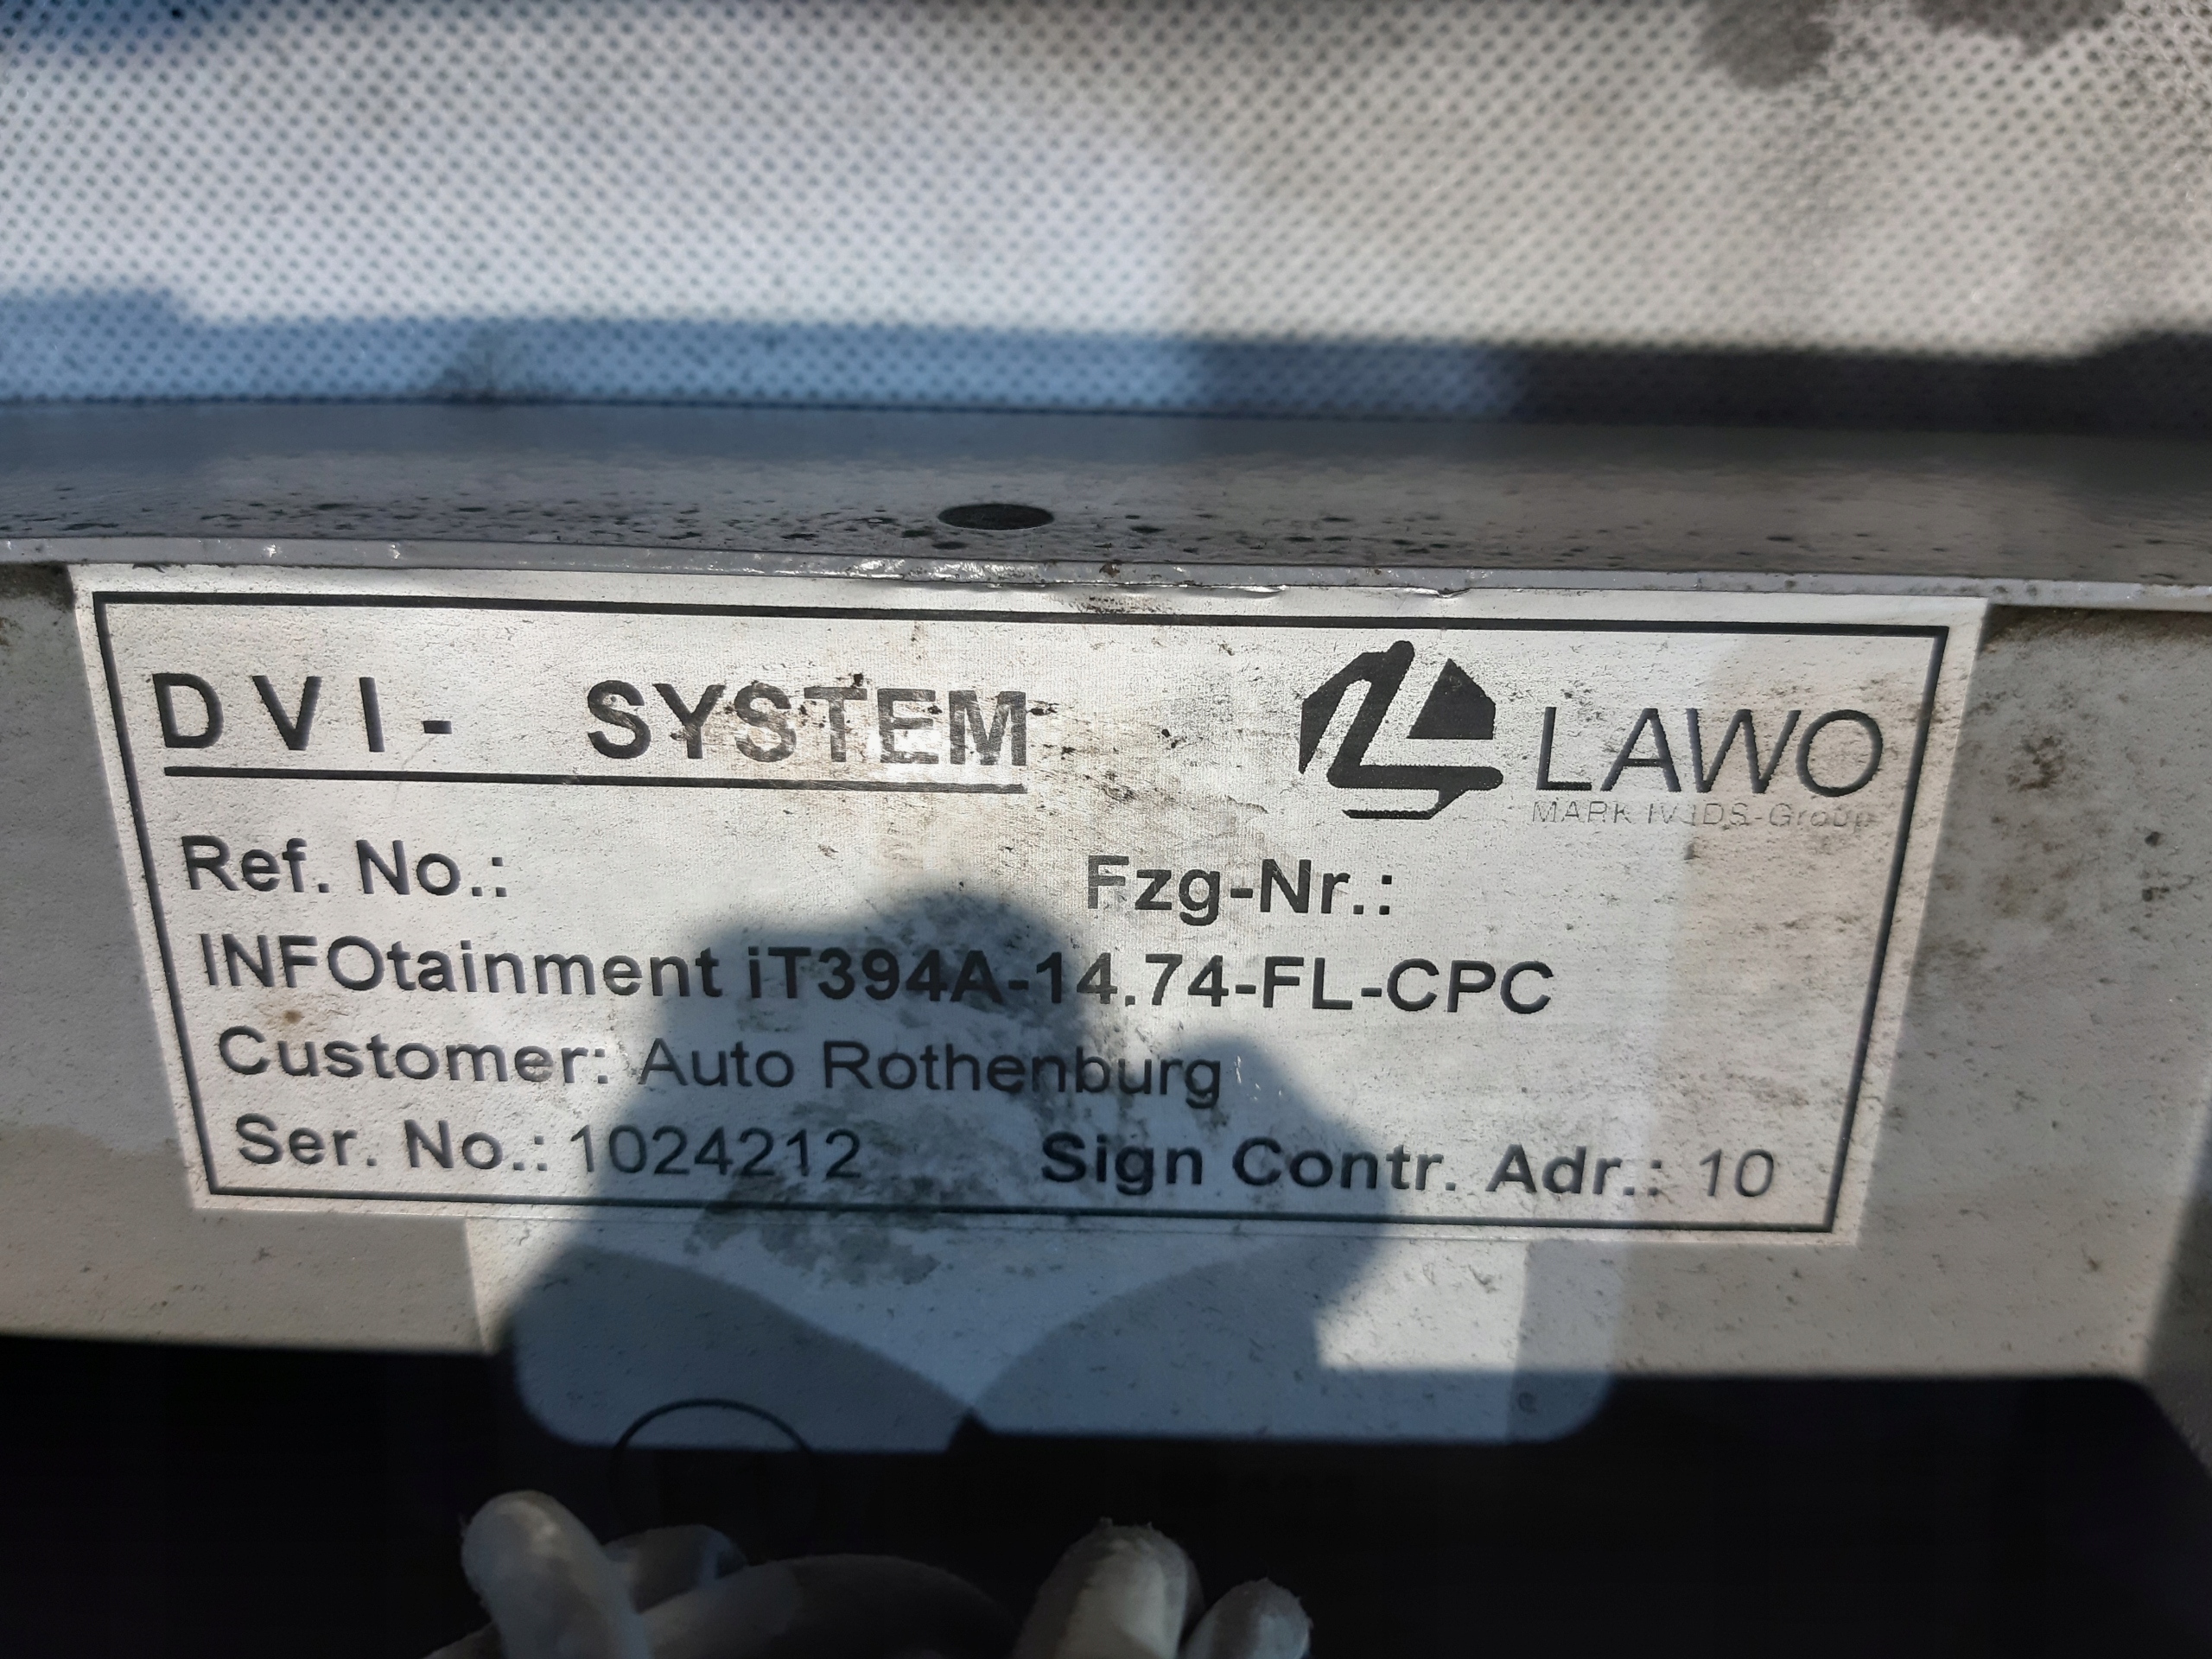 DVI- SYSTEM
LAWO
MARK IV IDS-Group
Ref. No.: Fzg-Nr.:
INFOtainment iT394A-14.74-FL-CPC
Customer: Auto Rothenburg
Ser. No.: 1024212 Sign Contr. Adr.: 10